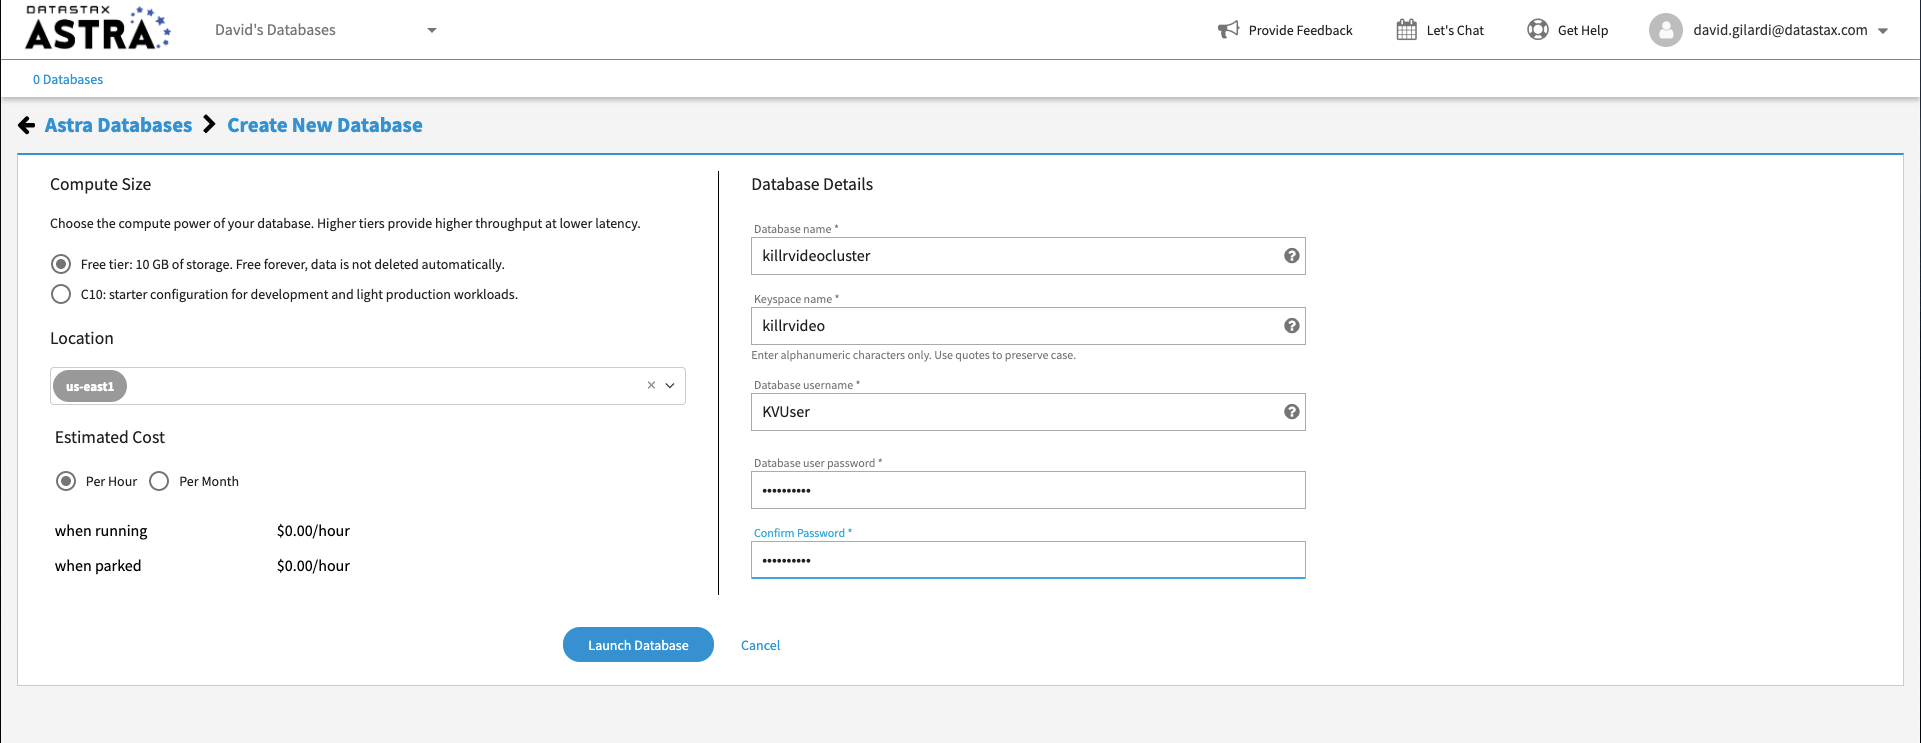 DATASTAX
ASTRA
David's Databases
Provide Feedback
Let's Chat
Get Help
david.gilardi@datastax.com
0 Databases
Astra Databases
Create New Database
Compute Size
Choose the compute power of your database. Higher tiers provide higher throughput at lower latency.
Free tier: 10 GB of storage. Free forever, data is not deleted automatically.
C10: starter configuration for development and light production workloads.
Location
us-east1
Estimated Cost
Per Hour
Per Month
when running $0.00/hour
when parked $0.00/hour
Database Details
Database name *
killrvideocluster
Keyspace name *
killrvideo
Enter alphanumeric characters only. Use quotes to preserve case.
Database username *
KVUser
Database user password *
••••••••••
Confirm Password *
••••••••••
Launch Database
Cancel